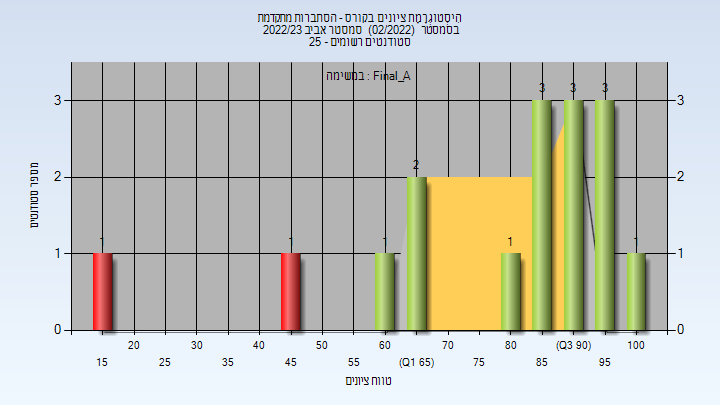 היסטוגרמת ציונים בקורס - הסתברות מתקדמת
בסמסטר (02/2022) סמסטר אביב 2022/23
סטודנטים רשומים - 25
במשימה : Final_A
מספר סטודנטים
3 3
2 2
1 1
0 0
1 1 1 2 1 3 3 3 1
20 30 40 50 60 70 80 (Q3 90) 100
15 25 35 45 55 (Q1 65) 75 85 95
טווח ציונים